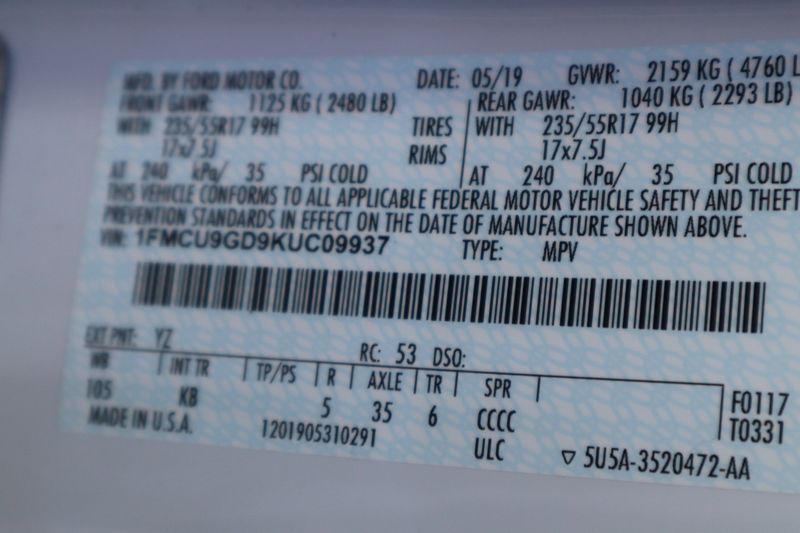 MFD. BY FORD MOTOR CO. DATE: 05/19 GVWR: 2159 KG ( 4760 L
FRONT GAWR: 1125 KG ( 2480 LB) REAR GAWR: 1040 KG ( 2293 LB)
WITH 235/55R17 99H TIRES WITH 235/55R17 99H
17x7.5J RIMS 17x7.5J
AT 240 kPa/ 35 PSI COLD AT 240 kPa/ 35 PSI COLD
THIS VEHICLE CONFORMS TO ALL APPLICABLE FEDERAL MOTOR VEHICLE SAFETY AND THEFT
PREVENTION STANDARDS IN EFFECT ON THE DATE OF MANUFACTURE SHOWN ABOVE.
VIN: 1FMCU9GD9KUC09937 TYPE: MPV
EXT PNT: YZ RC: 53 DSO:
WB INT TR TP/PS R AXLE TR SPR
105 KB 5 35 6 CCCC F0117
MADE IN U.S.A. 1201905310291 ULC T0331
5U5A-3520472-AA